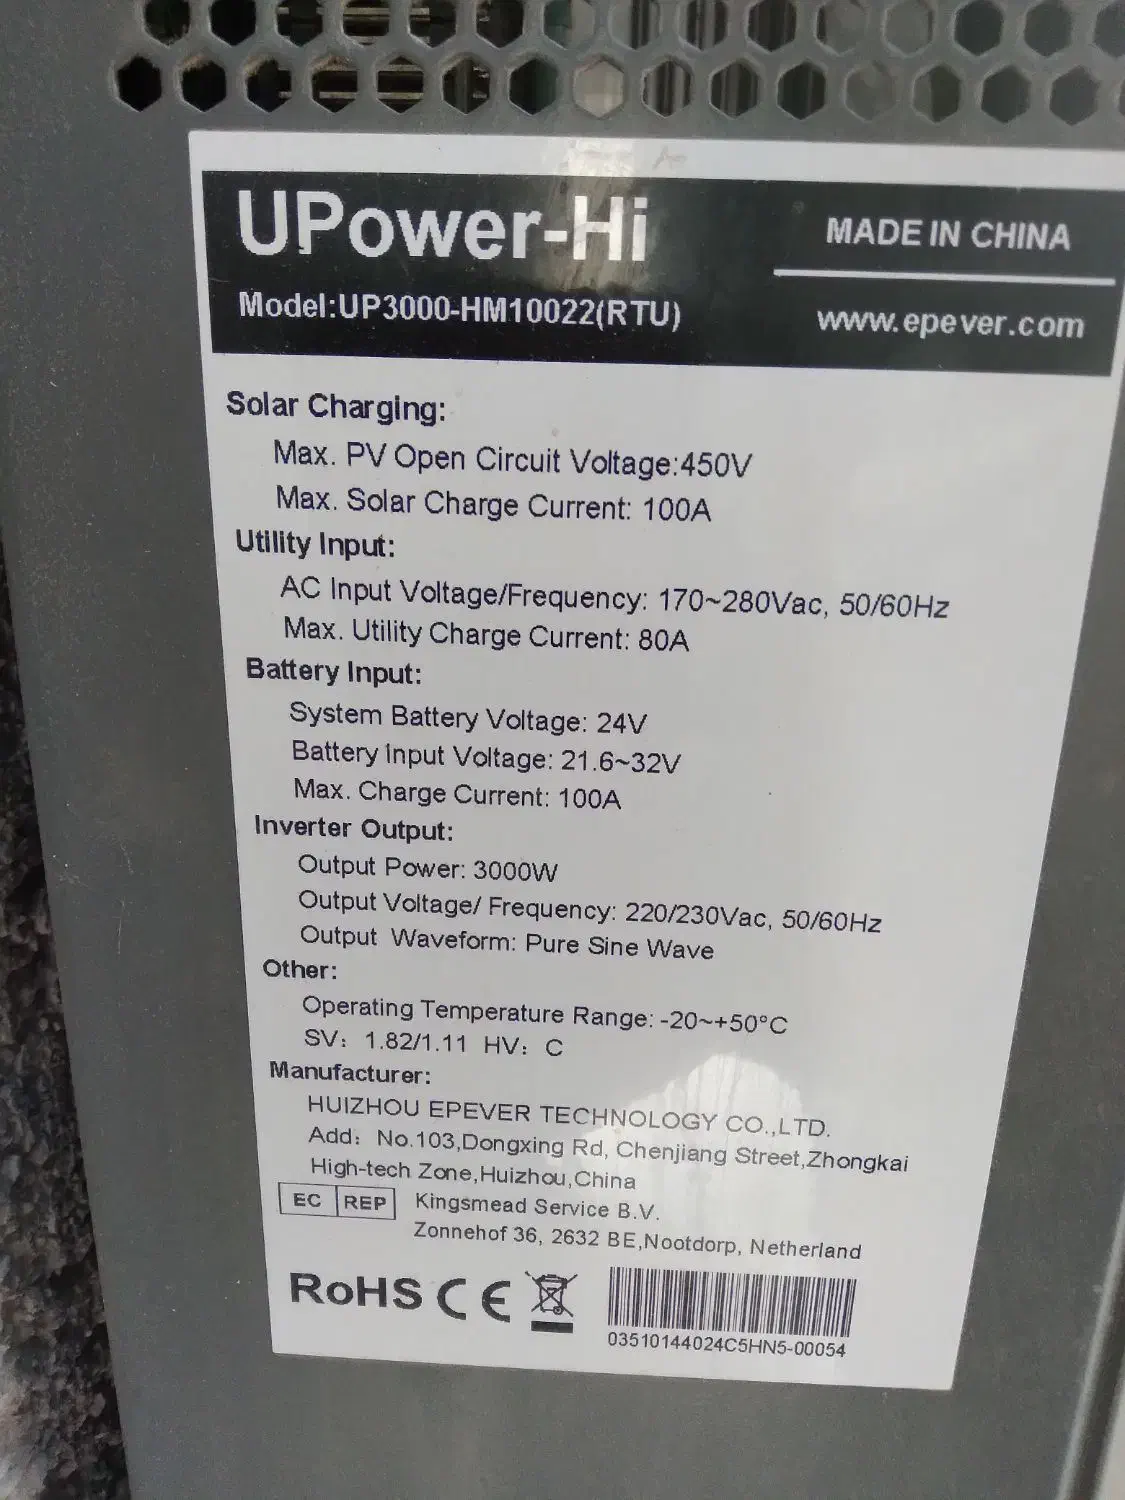 UPower-Hi
Model:UP3000-HM10022(RTU)
MADE IN CHINA
www.epever.com
Solar Charging:
Max. PV Open Circuit Voltage:450V
Max. Solar Charge Current: 100A
Utility Input:
AC Input Voltage/Frequency: 170~280Vac, 50/60Hz
Max. Utility Charge Current: 80A
Battery Input:
System Battery Voltage: 24V
Battery Input Voltage: 21.6~32V
Max. Charge Current: 100A
Inverter Output:
Output Power: 3000W
Output Voltage/ Frequency: 220/230Vac, 50/60Hz
Output Waveform: Pure Sine Wave
Other:
Operating Temperature Range: -20~+50°C
SV: 1.82/1.11 HV: C
Manufacturer:
HUIZHOU EPEVER TECHNOLOGY CO.,LTD.
Add: No.103,Dongxing Rd, Chenjiang Street,Zhongkai
High-tech Zone,Huizhou,China
EC REP Kingsmead Service B.V.
Zonnehof 36, 2632 BE,Nootdorp, Netherland
RoHS CE
03510144024C5HN5-00054